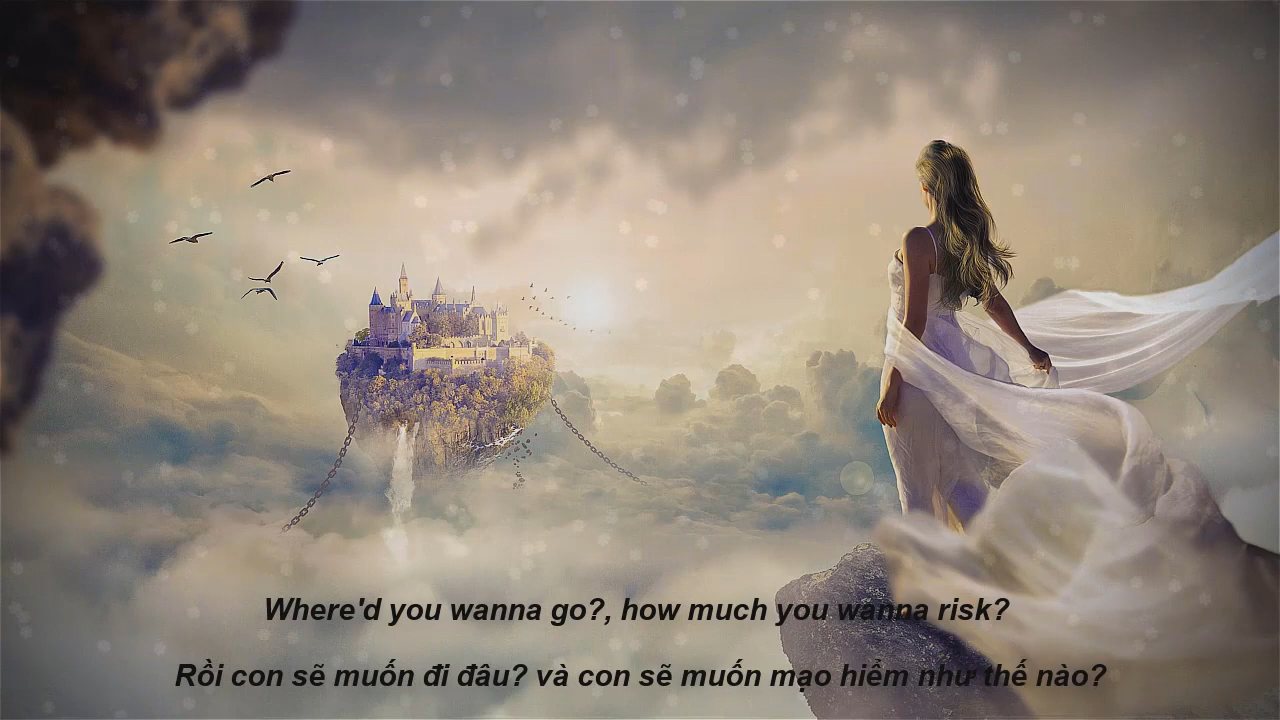 Where'd you wanna go?, how much you wanna risk?
Rồi con sẽ muốn đi đâu? và con sẽ muốn mạo hiểm như thế nào?